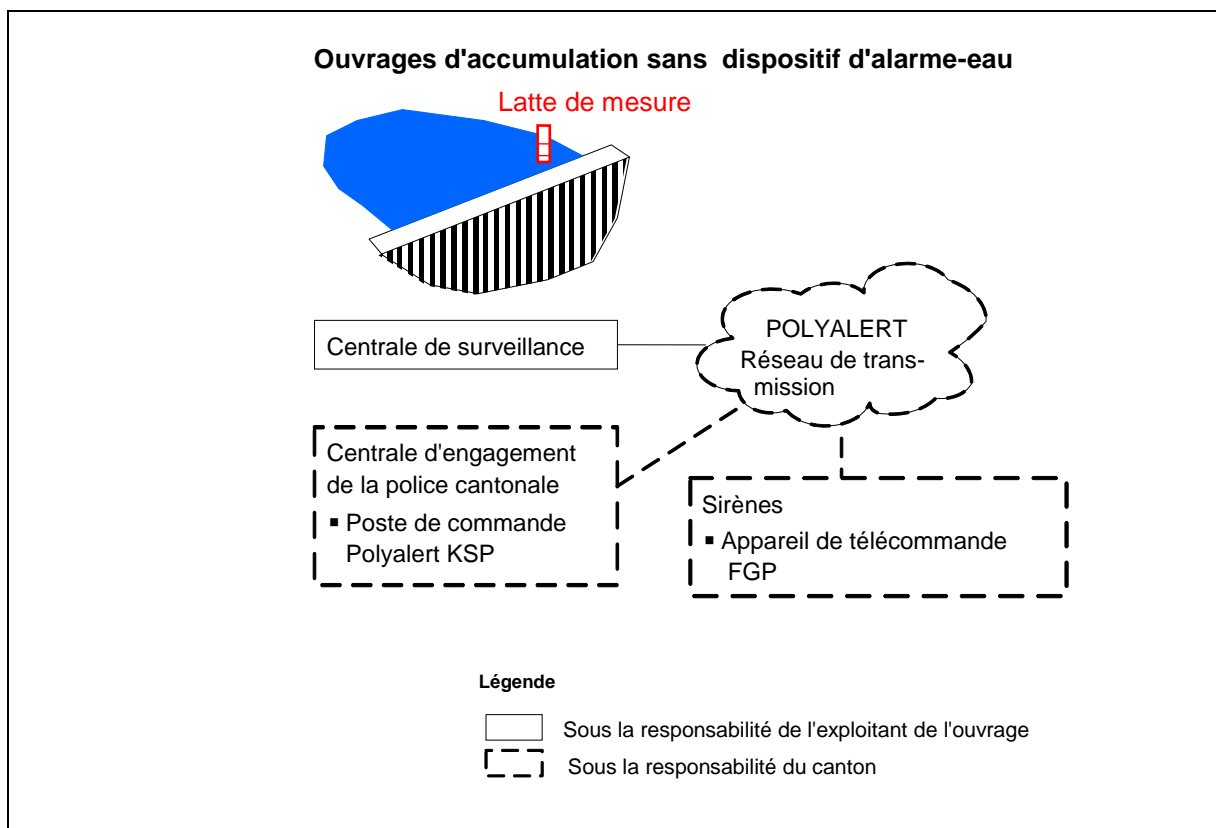 Ouvrages d'accumulation sans dispositif d'alarme-eau
Latte de mesure
POLYALERT
Réseau de trans-
mission
Centrale de surveillance
Centrale d'engagement
de la police cantonale
▪ Poste de commande
Polyalert KSP
Sirènes
▪ Appareil de télécommande
FGP
Légende
Sous la responsabilité de l'exploitant de l'ouvrage
Sous la responsabilité du canton